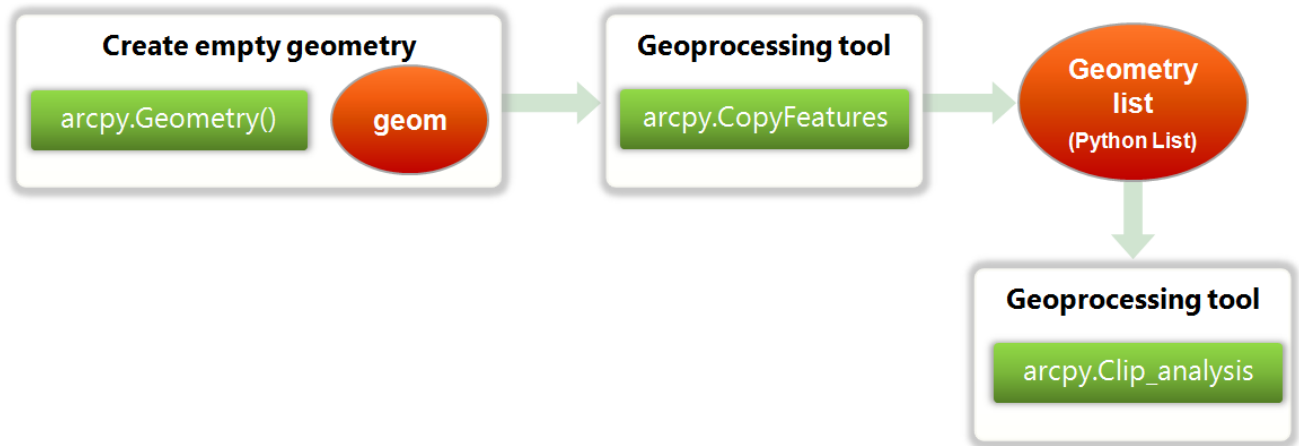 Create empty geometry
arcpy.Geometry()
geom
Geoprocessing tool
arcpy.CopyFeatures
Geometry
list
(Python List)
Geoprocessing tool
arcpy.Clip_analysis